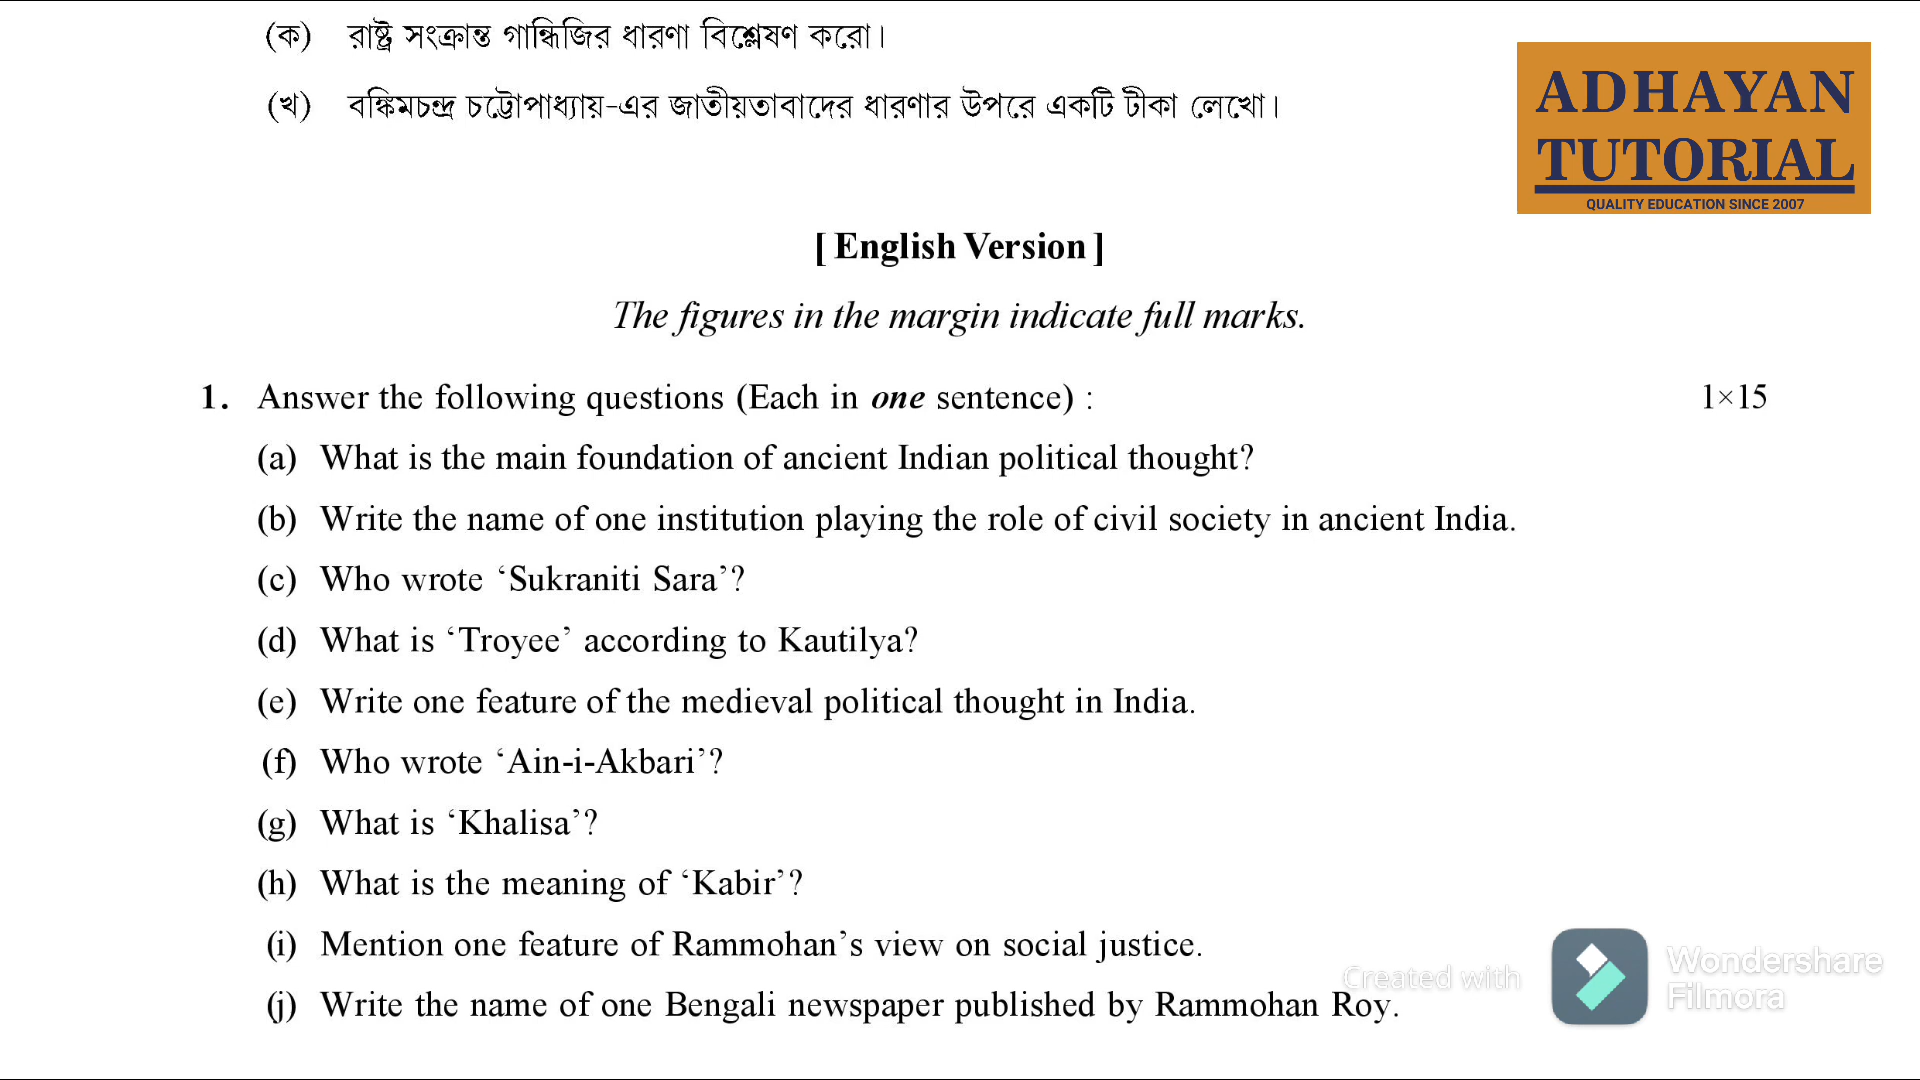 (ক) রাষ্ট্র সংক্রান্ত গান্ধিজির ধারণা বিশ্লেষণ করো।
(খ) বঙ্কিমচন্দ্র চট্টোপাধ্যায়-এর জাতীয়তাবাদের ধারণার উপরে একটি টীকা লেখো।
ADHAYAN
TUTORIAL
QUALITY EDUCATION SINCE 2007
[ English Version ]
The figures in the margin indicate full marks.
1. Answer the following questions (Each in one sentence) : 1×15
(a) What is the main foundation of ancient Indian political thought?
(b) Write the name of one institution playing the role of civil society in ancient India.
(c) Who wrote ‘Sukraniti Sara’?
(d) What is ‘Troyee’ according to Kautilya?
(e) Write one feature of the medieval political thought in India.
(f) Who wrote ‘Ain-i-Akbari’?
(g) What is ‘Khalisa’?
(h) What is the meaning of ‘Kabir’?
(i) Mention one feature of Rammohan’s view on social justice.
(j) Write the name of one Bengali newspaper published by Rammohan Roy.
Created with
Wondershare
Filmora